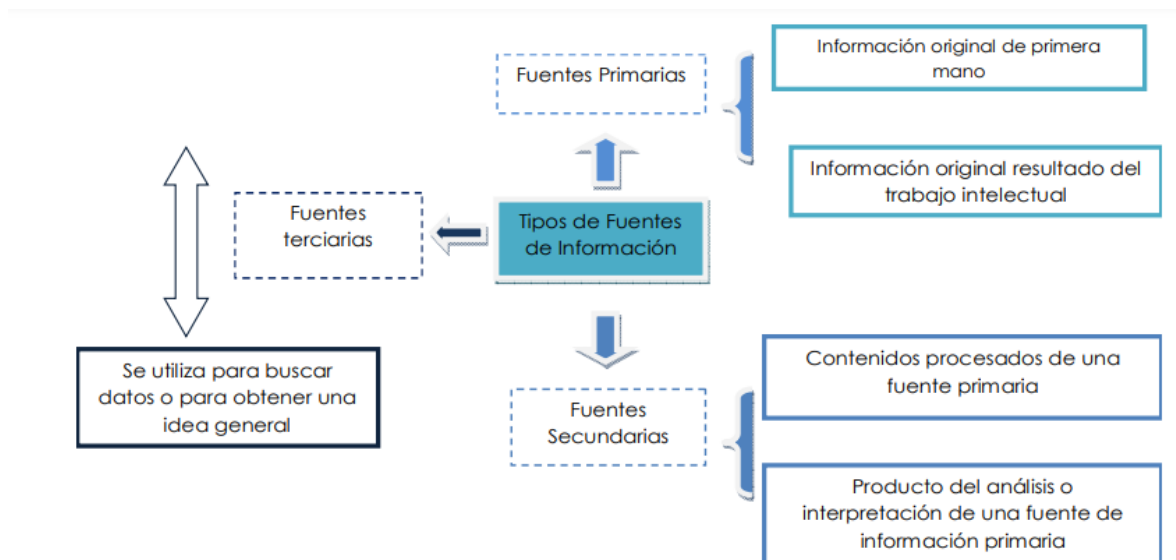 Fuentes Primarias
Información original de primera
mano
Información original resultado del
trabajo intelectual
Fuentes
terciarias
Tipos de Fuentes
de Información
Se utiliza para buscar
datos o para obtener una
idea general
Fuentes
Secundarias
Contenidos procesados de una
fuente primaria
Producto del análisis o
interpretación de una fuente de
información primaria